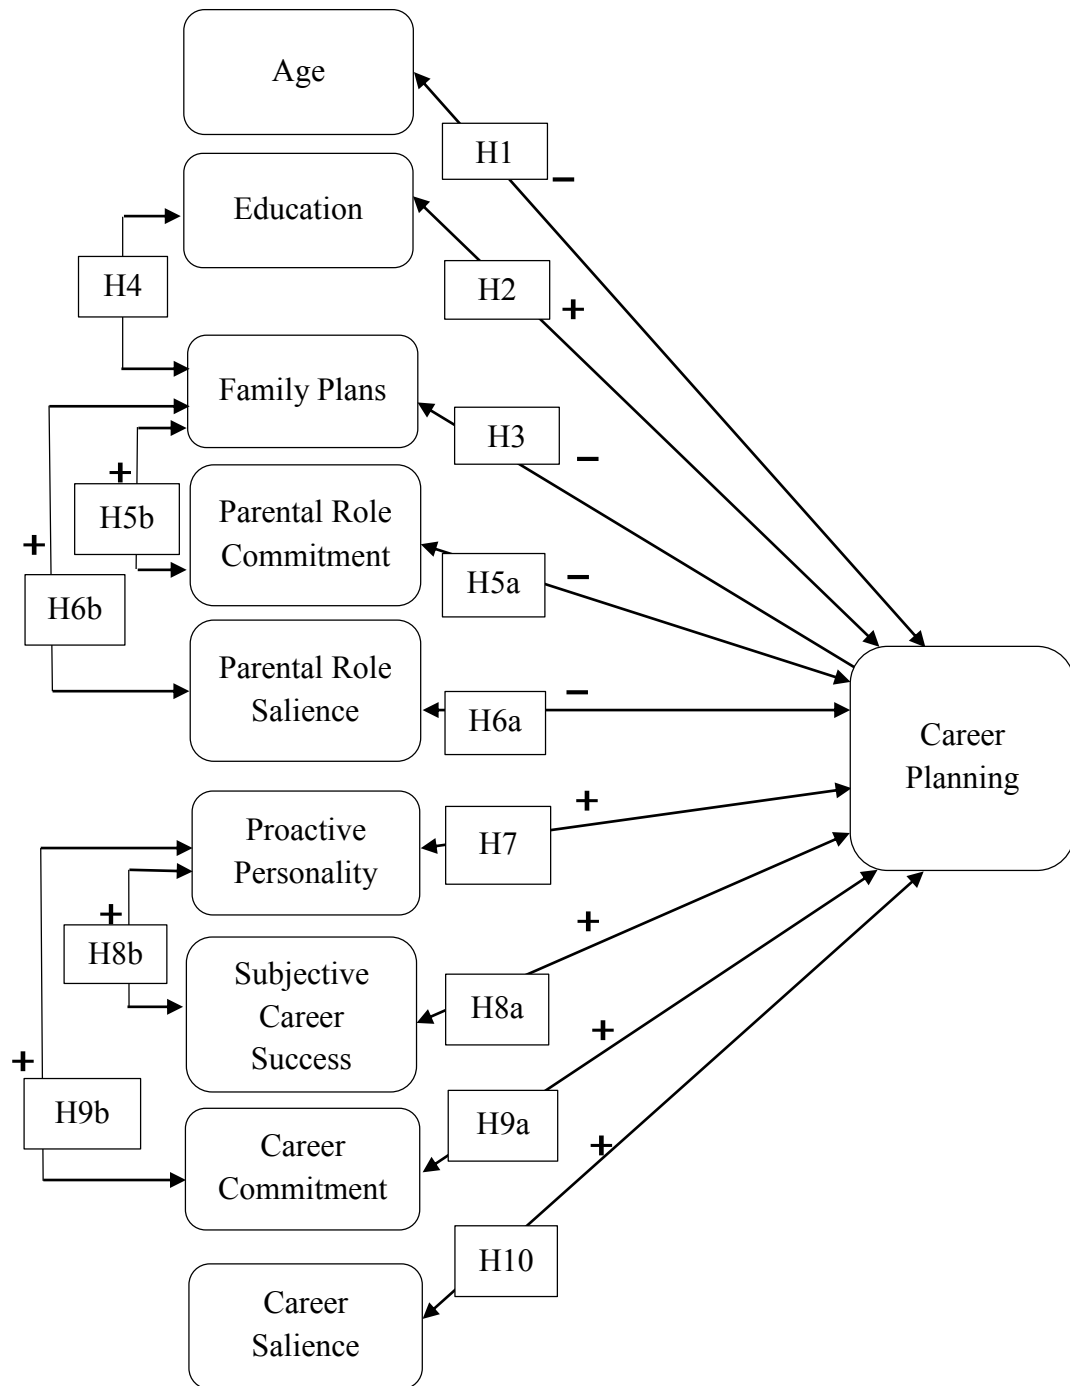 Age
H1
−
Education
H4
H2
+
Family Plans
H3
−
+
H5b
Parental Role
Commitment
+
H5a
−
H6b
Parental Role
Salience
H6a
−
Career
Planning
Proactive
Personality
H7
+
+
H8b
Subjective
Career
Success
H8a
+
+
H9b
Career
Commitment
H9a
+
H10
+
Career
Salience